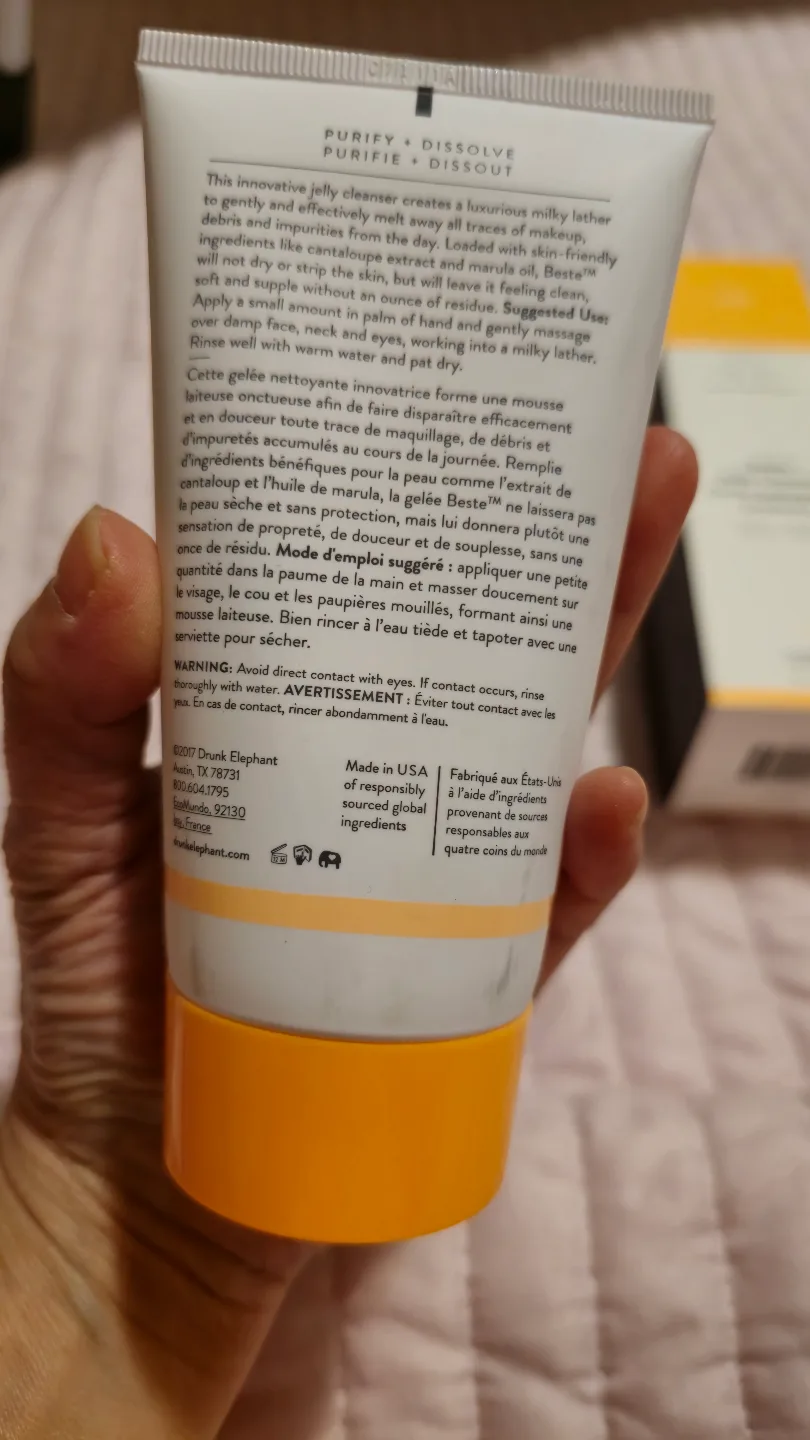 PURIFY + DISSOLVE
PURIFIE + DISSOUT
This innovative jelly cleanser creates a luxurious milky lather
to gently and effectively melt away all traces of makeup,
debris and impurities from the day. Loaded with skin-friendly
ingredients like cantaloupe extract and marula oil, Beste™
will not dry or strip the skin, but will leave it feeling clean,
soft and supple without an ounce of residue. Suggested Use:
Apply a small amount in palm of hand and gently massage
over damp face, neck and eyes, working into a milky lather.
Rinse well with warm water and pat dry.
Cette gelée nettoyante innovatrice forme une mousse
laiteuse onctueuse afin de faire disparaître efficacement
et en douceur toute trace de maquillage, de débris et
d'impuretés accumulés au cours de la journée. Remplie
d'ingrédients bénéfiques pour la peau comme l'extrait de
cantaloup et l'huile de marula, la gelée Beste™ ne laissera pas
la peau sèche et sans protection, mais lui donnera plutôt une
sensation de propreté, de douceur et de souplesse, sans une
once de résidu. Mode d'emploi suggéré : appliquer une petite
quantité dans la paume de la main et masser doucement sur
le visage, le cou et les paupières mouillés, formant ainsi une
mousse laiteuse. Bien rincer à l'eau tiède et tapoter avec une
serviette pour sécher.
WARNING: Avoid direct contact with eyes. If contact occurs, rinse
thoroughly with water. AVERTISSEMENT : Éviter tout contact avec les
yeux. En cas de contact, rincer abondamment à l'eau.
©2017 Drunk Elephant
Austin, TX 78731
800.604.1795
EcoMundo, 92130
France
drunkelephant.com
12 M
Made in USA
of responsibly
sourced global
ingredients
Fabriqué aux États-Unis
à l'aide d'ingrédients
provenant de sources
responsables aux
quatre coins du monde